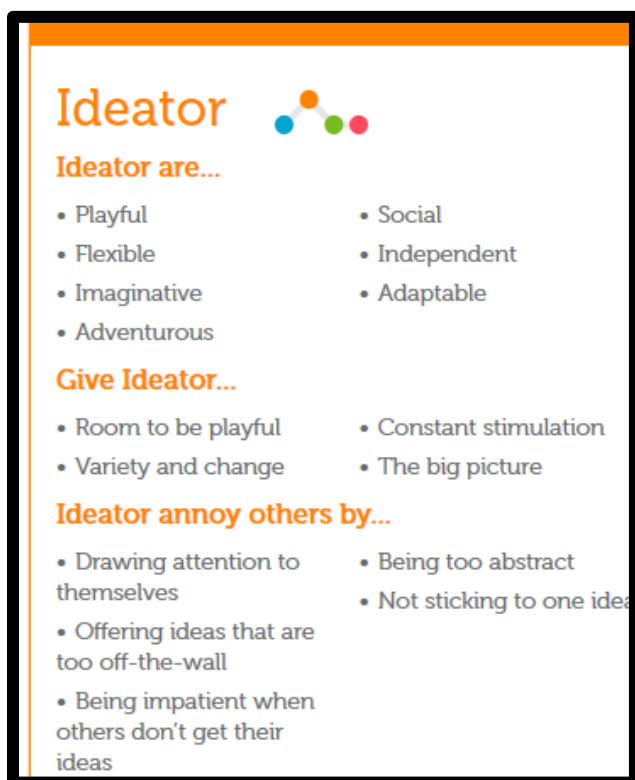 Ideator
Ideator are...
• Playful
• Flexible
• Imaginative
• Adventurous
• Social
• Independent
• Adaptable
Give Ideator...
• Room to be playful
• Variety and change
• Constant stimulation
• The big picture
Ideator annoy others by...
• Drawing attention to
themselves
• Offering ideas that are
too off-the-wall
• Being impatient when
others don't get their
ideas
• Being too abstract
• Not sticking to one idea